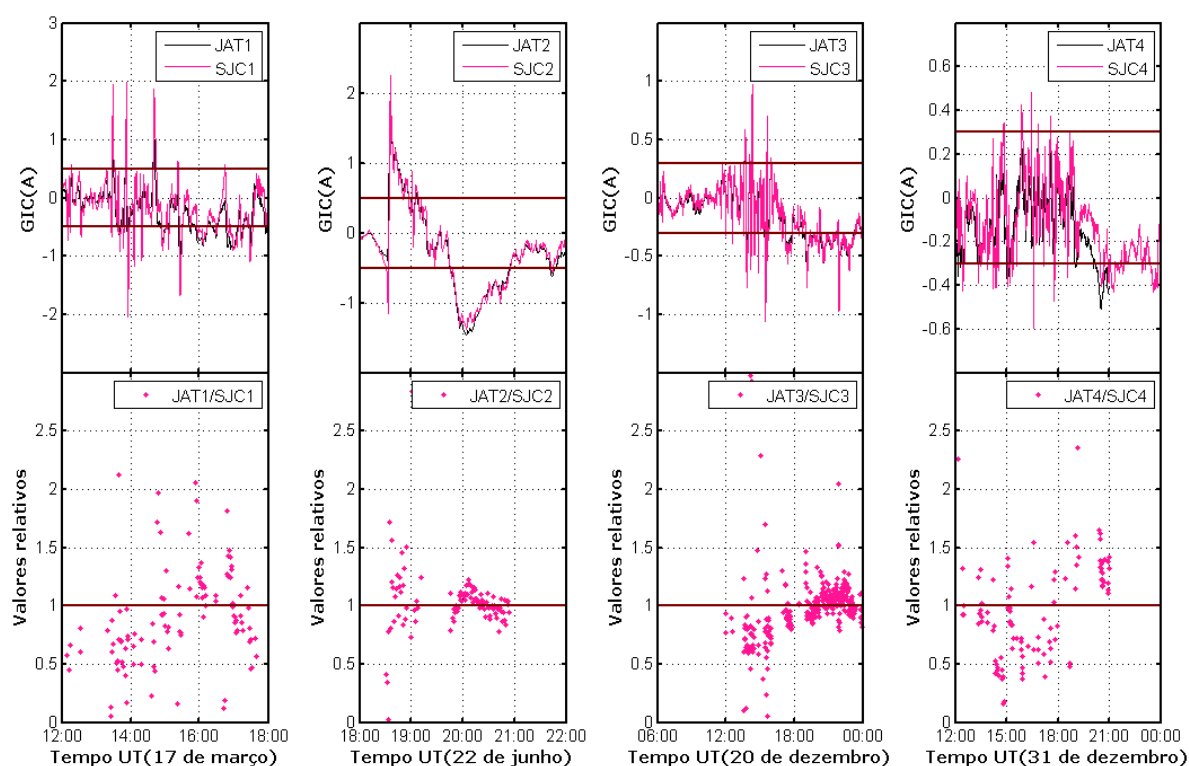 3
2
1
0
-1
-2
GIC(A)
JAT1
SJC1
2
1
0
-1
GIC(A)
JAT2
SJC2
1
0.5
0
-0.5
-1
GIC(A)
JAT3
SJC3
0.6
0.4
0.2
0
-0.2
-0.4
-0.6
GIC(A)
JAT4
SJC4
2.5
2
1.5
1
0.5
0
Valores relativos
JAT1/SJC1
12:00 14:00 16:00 18:00
Tempo UT(17 de março)
2.5
2
1.5
1
0.5
0
Valores relativos
JAT2/SJC2
18:00 19:00 20:00 21:00 22:00
Tempo UT(22 de junho)
2.5
2
1.5
1
0.5
0
Valores relativos
JAT3/SJC3
06:00 12:00 18:00 00:00
Tempo UT(20 de dezembro)
2.5
2
1.5
1
0.5
0
Valores relativos
JAT4/SJC4
12:00 15:00 18:00 21:00 00:00
Tempo UT(31 de dezembro)